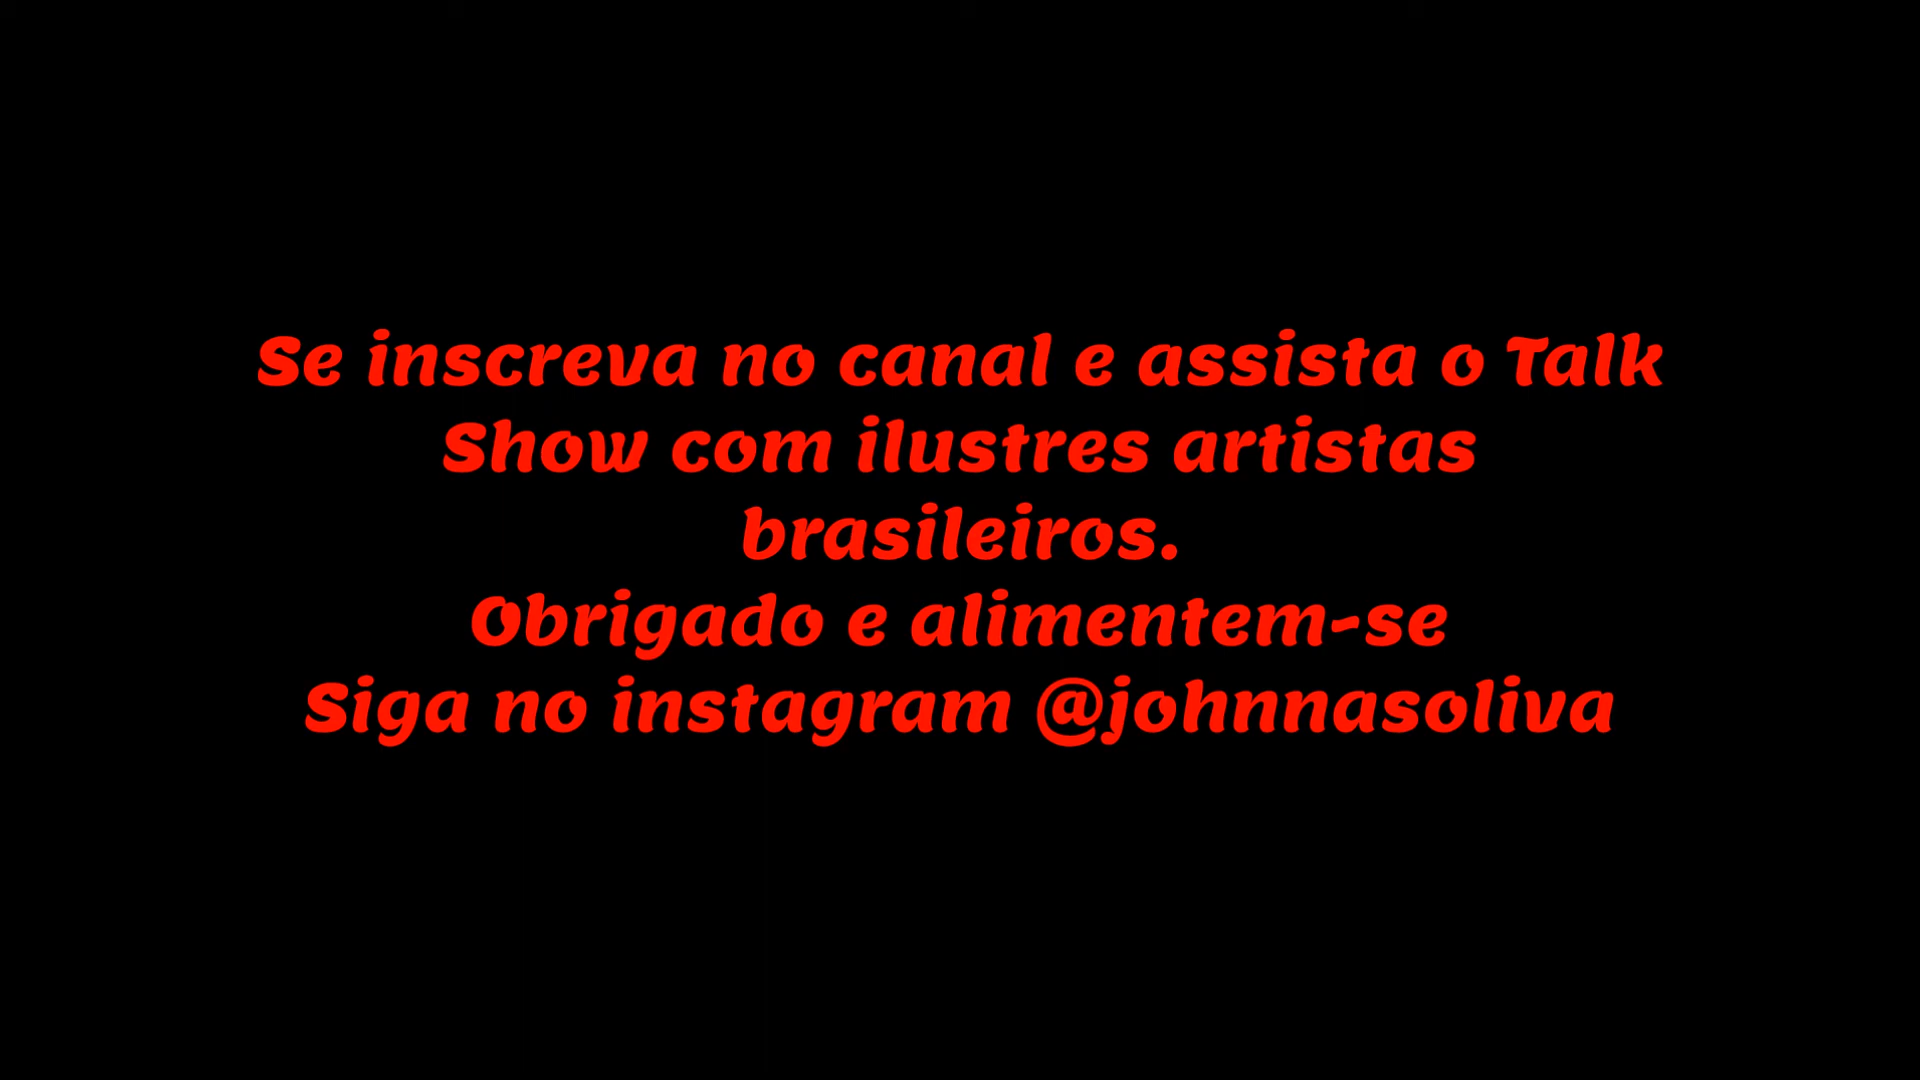 Se inscreva no canal e assista o Talk
Show com ilustres artistas
brasileiros.
Obrigado e alimentem-se
Siga no instagram @johnnasoliva